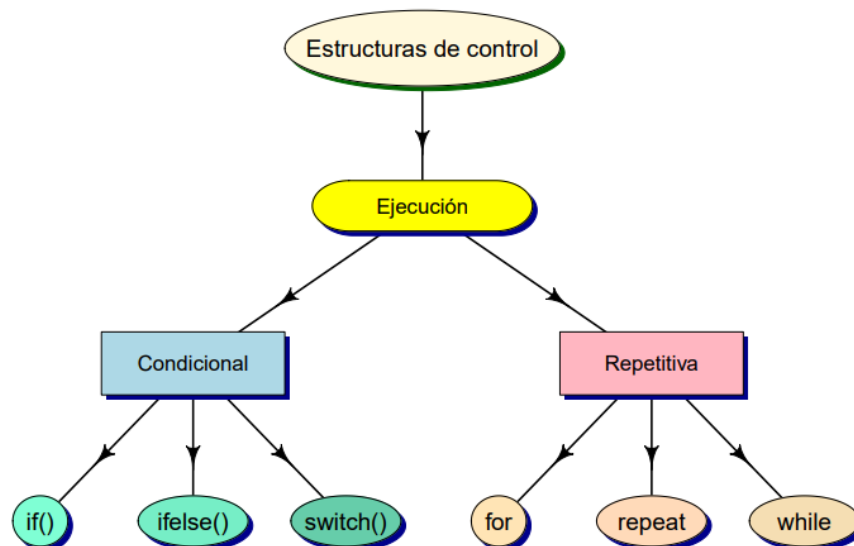 Estructuras de control
Ejecución
Condicional
Repetitiva
if()
ifelse()
switch()
for
repeat
while